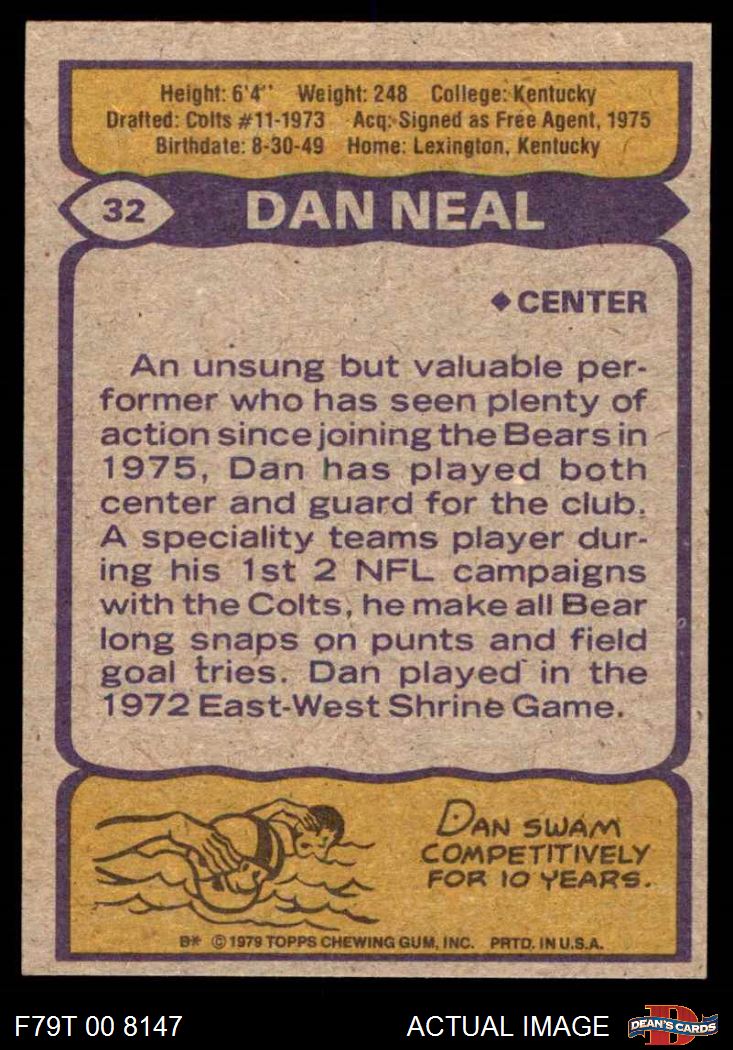 Height: 6'4" Weight: 248 College: Kentucky
Drafted: Colts #11-1973 Acq: Signed as Free Agent, 1975
Birthdate: 8-30-49 Home: Lexington, Kentucky
32 DAN NEAL
◆CENTER
An unsung but valuable per-
former who has seen plenty of
action since joining the Bears in
1975, Dan has played both
center and guard for the club.
A speciality teams player dur-
ing his 1st 2 NFL campaigns
with the Colts, he make all Bear
long snaps on punts and field
goal tries. Dan played in the
1972 East-West Shrine Game.
DAN SWAM
COMPETITIVELY
FOR 10 YEARS.
B* © 1979 TOPPS CHEWING GUM, INC. PRTD. IN U.S.A.
F79T 00 8147 ACTUAL IMAGE DEAN'S CARDS